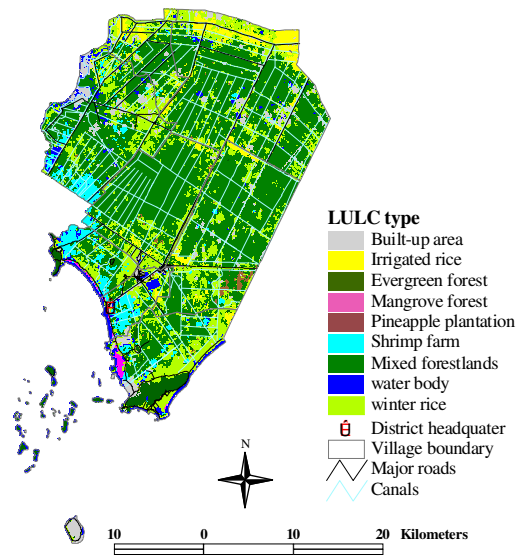 LULC type
Built-up area
Irrigated rice
Evergreen forest
Mangrove forest
Pineapple plantation
Shrimp farm
Mixed forestlands
water body
winter rice
District headquater
Village boundary
Major roads
Canals
N
10 0 10 20 Kilometers